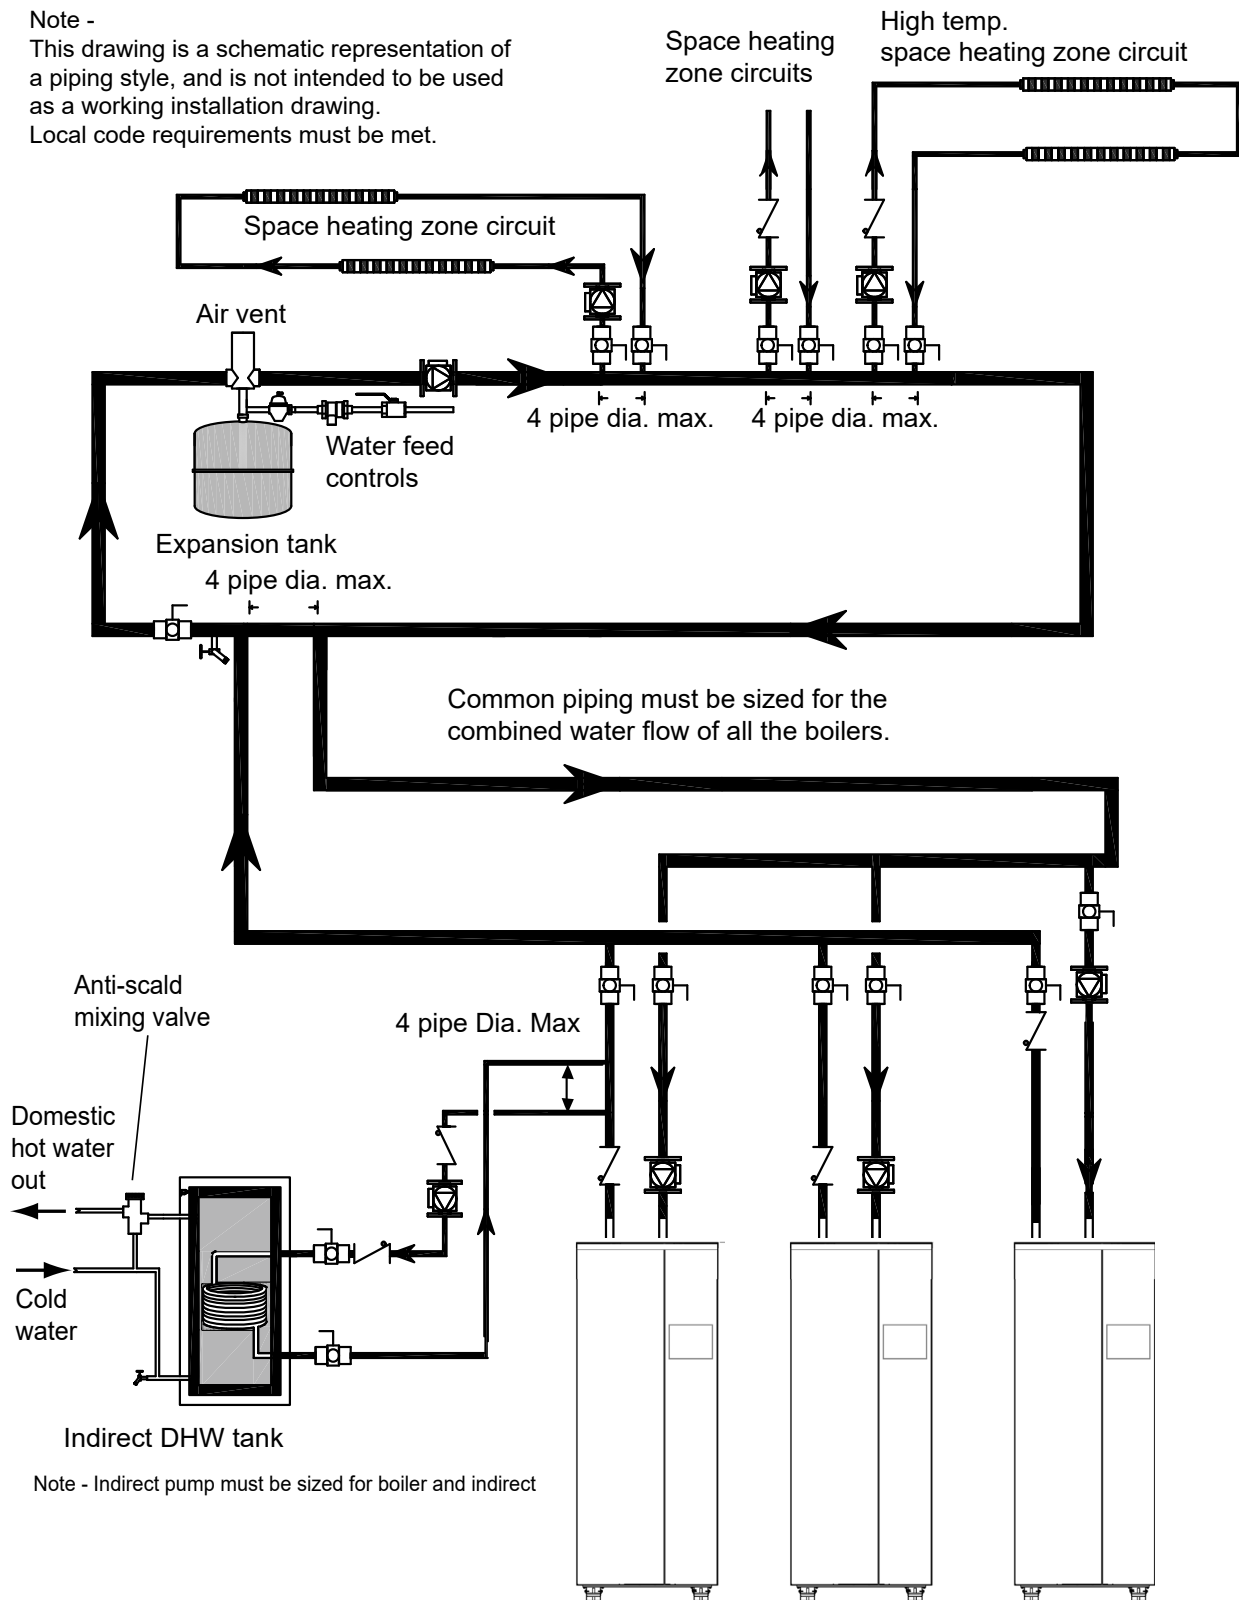 Note -
This drawing is a schematic representation of
a piping style, and is not intended to be used
as a working installation drawing.
Local code requirements must be met.
Space heating
zone circuits
High temp.
space heating zone circuit
Space heating zone circuit
Air vent
4 pipe dia. max.
4 pipe dia. max.
Water feed
controls
Expansion tank
4 pipe dia. max.
Common piping must be sized for the
combined water flow of all the boilers.
Anti-scald
mixing valve
4 pipe Dia. Max
Domestic
hot water
out
Cold
water
Indirect DHW tank
Note - Indirect pump must be sized for boiler and indirect